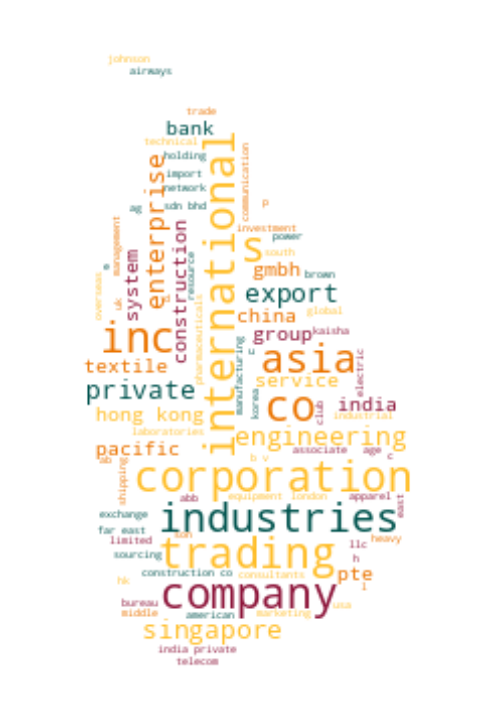 johnson
airways
trade
bank
technical
holding
import
network
ag
sdn bhd
p
communication
enterprise
international
investment
power
s
south
management
system
construction
resource
overseas
uk
gmbh
brown
export
global
china
pharmaceuticals
inc
group
kaisha
manufacturing
c
asia
electric
textile
service
private
korea
co
club
india
industrial
hong kong
laboratories
engineering
pacific
associate
age
c
ab
b v
corporation
shipping
abb
equipment
london
apparel
east
exchange
industries
far east
son
heavy
limited
trading
llc
sourcing
h
construction co
consultants
pte
hk
l
company
bureau
usa
middle
american
marketing
singapore
india private
telecom